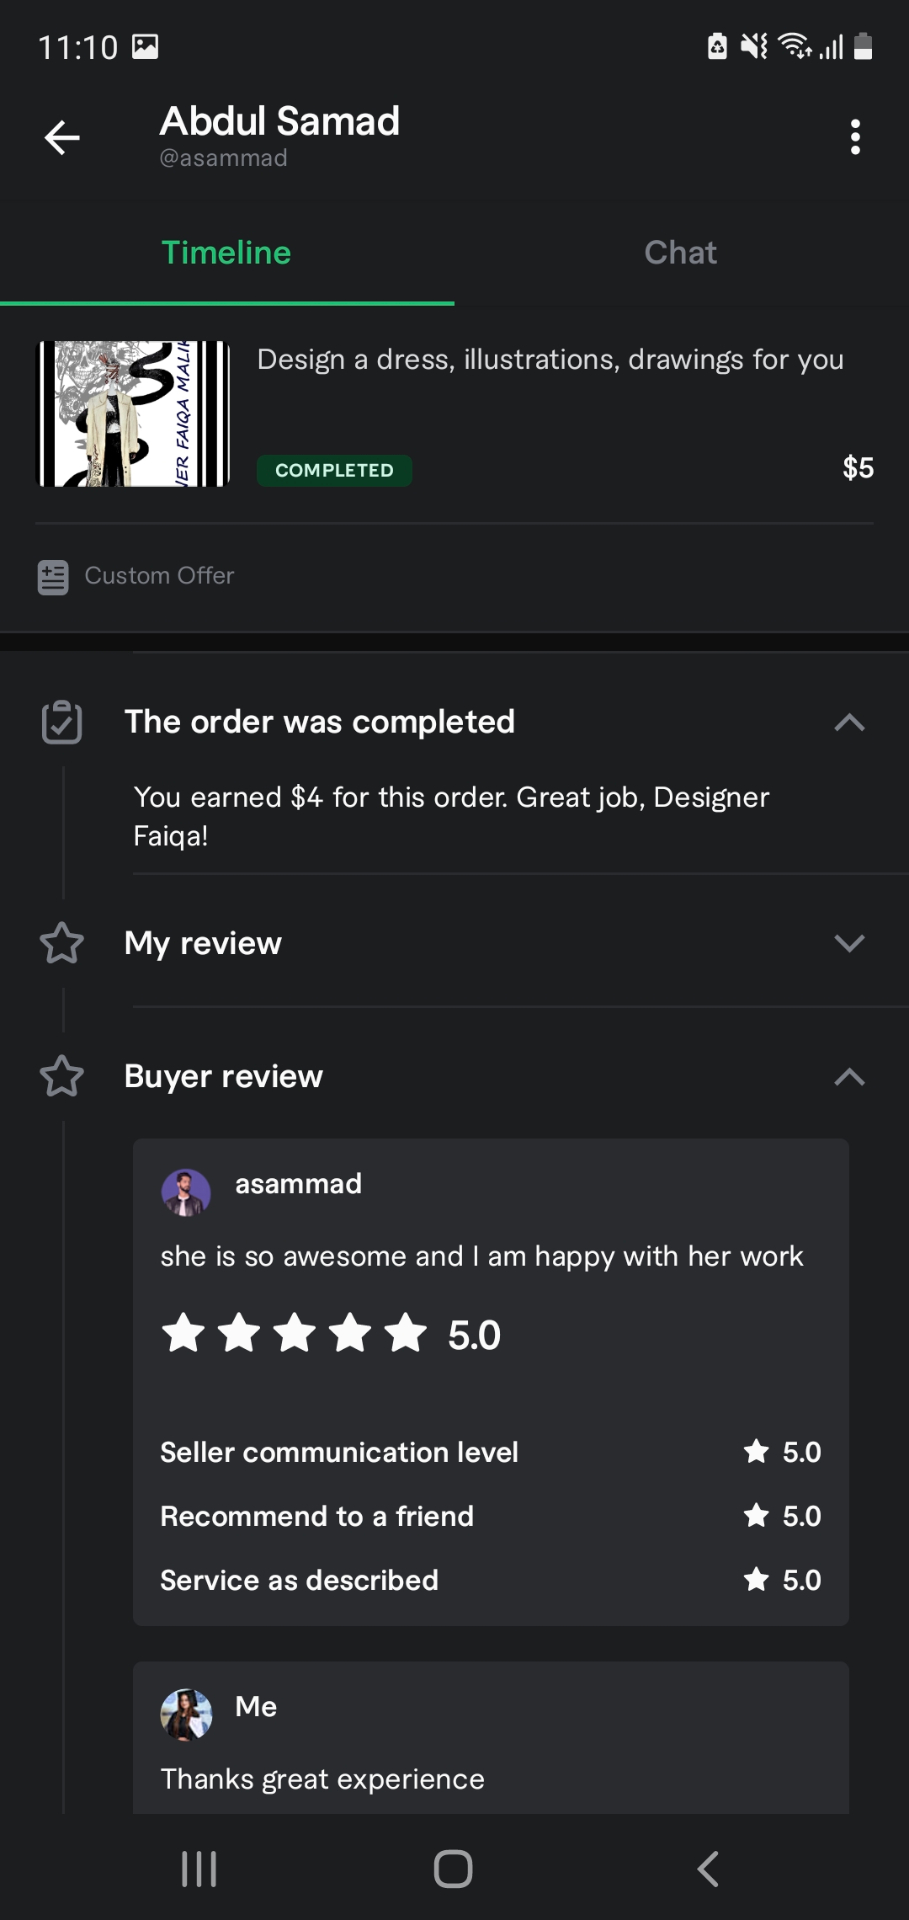 11:10
Abdul Samad
@asammad
Timeline
Chat
NER FAIQA MALIK
Design a dress, illustrations, drawings for you
COMPLETED
$5
Custom Offer
The order was completed
You earned $4 for this order. Great job, Designer
Faiqa!
My review
Buyer review
asammad
she is so awesome and I am happy with her work
5.0
Seller communication level 5.0
Recommend to a friend 5.0
Service as described 5.0
Me
Thanks great experience